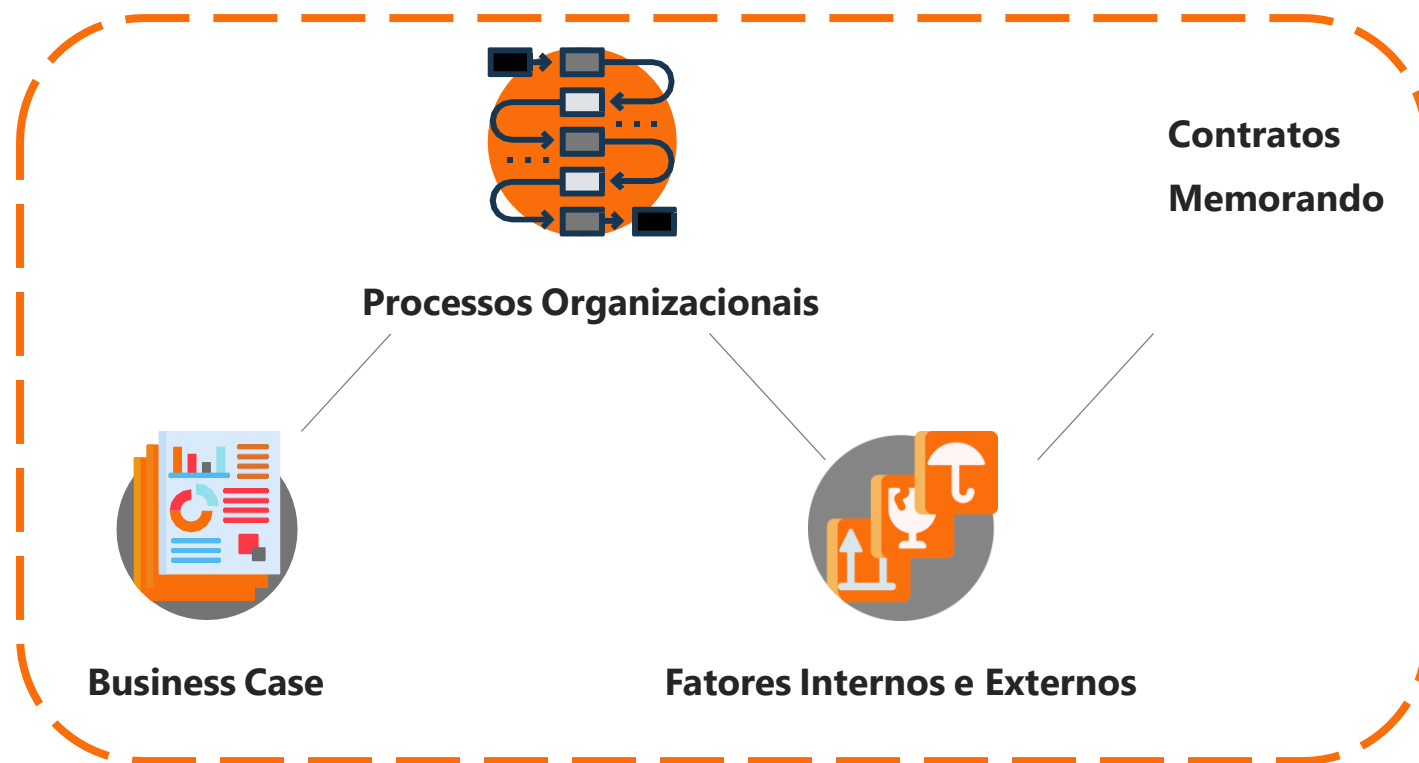 Contratos
Memorando
Processos Organizacionais
Business Case
Fatores Internos e Externos